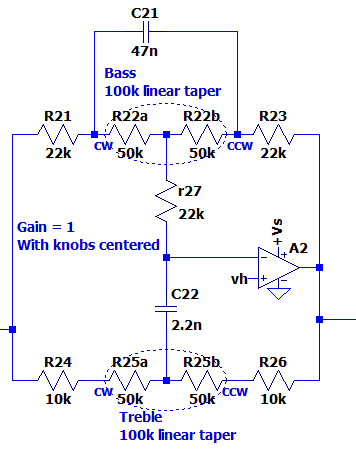 C21
47n
Bass
100k linear taper
R21 R22a R22b R23
cw ccw
22k 50k 50k 22k
r27
22k
+Vs
Gain = 1
With knobs centered
A2
vh
C22
2.2n
R24 R25a R25b R26
cw ccw
10k 50k 50k 10k
Treble
100k linear taper